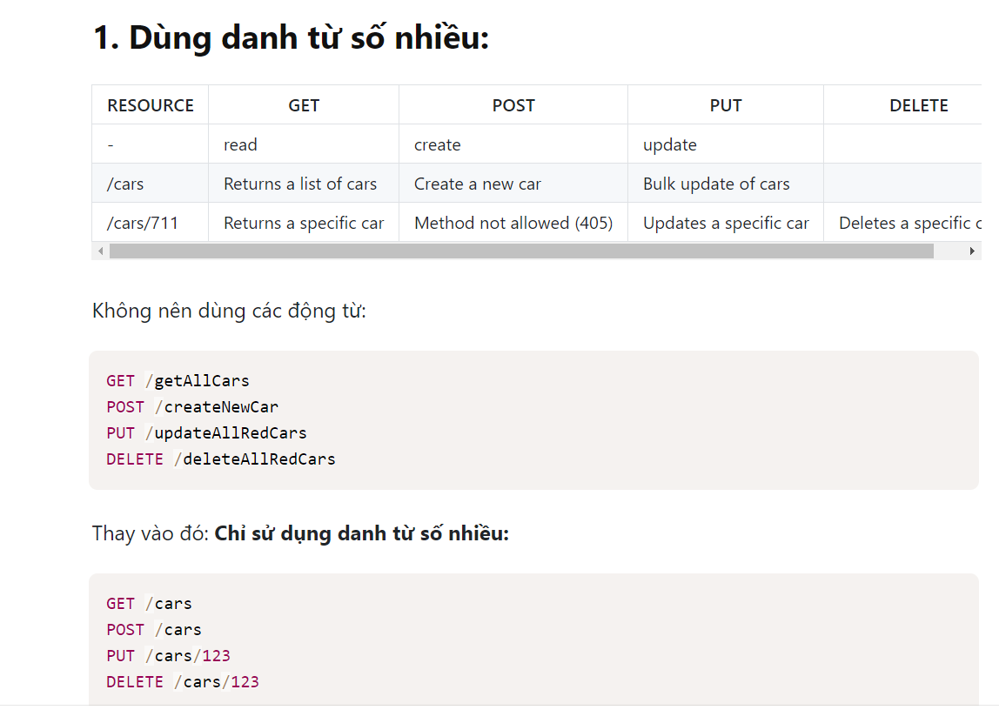 1. Dùng danh từ số nhiều:
RESOURCE GET POST PUT DELETE
- read create update
/cars Returns a list of cars Create a new car Bulk update of cars
/cars/711 Returns a specific car Method not allowed (405) Updates a specific car Deletes a specific
Không nên dùng các động từ:
GET /getAllCars
POST /createNewCar
PUT /updateAllRedCars
DELETE /deleteAllRedCars
Thay vào đó: Chỉ sử dụng danh từ số nhiều:
GET /cars
POST /cars
PUT /cars/123
DELETE /cars/123